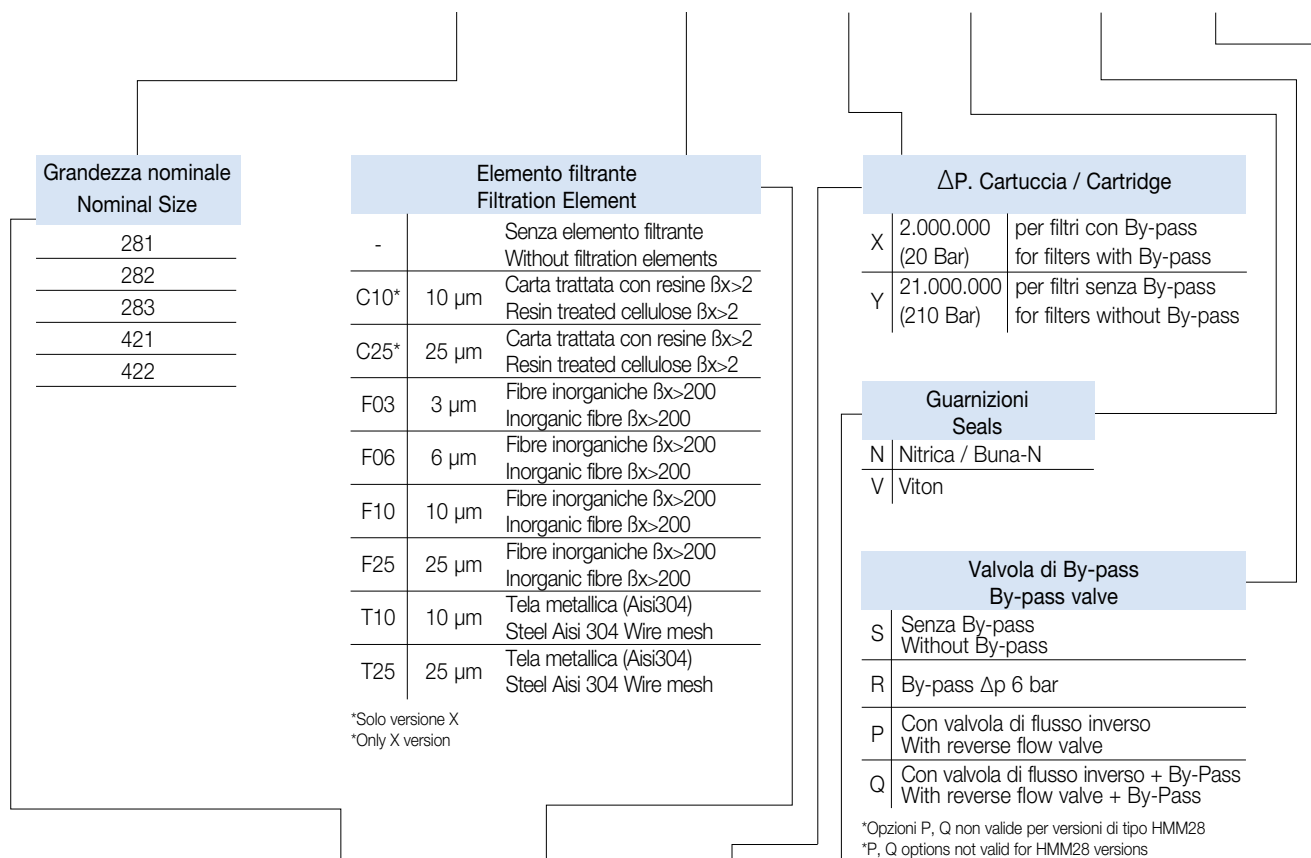 Grandezza nominale
Nominal Size
281
282
283
421
422
Elemento filtrante
Filtration Element
- Senza elemento filtrante
Without filtration elements
C10* 10 µm Carta trattata con resine ßx>2
Resin treated cellulose ßx>2
C25* 25 µm Carta trattata con resine ßx>2
Resin treated cellulose ßx>2
F03 3 µm Fibre inorganiche ßx>200
Inorganic fibre ßx>200
F06 6 µm Fibre inorganiche ßx>200
Inorganic fibre ßx>200
F10 10 µm Fibre inorganiche ßx>200
Inorganic fibre ßx>200
F25 25 µm Fibre inorganiche ßx>200
Inorganic fibre ßx>200
T10 10 µm Tela metallica (Aisi304)
Steel Aisi 304 Wire mesh
T25 25 µm Tela metallica (Aisi304)
Steel Aisi 304 Wire mesh
*Solo versione X
*Only X version
ΔP. Cartuccia / Cartridge
X 2.000.000 per filtri con By-pass
(20 Bar) for filters with By-pass
Y 21.000.000 per filtri senza By-pass
(210 Bar) for filters without By-pass
Guarnizioni
Seals
N Nitrica / Buna-N
V Viton
Valvola di By-pass
By-pass valve
S Senza By-pass
Without By-pass
R By-pass Δp 6 bar
P Con valvola di flusso inverso
With reverse flow valve
Q Con valvola di flusso inverso + By-Pass
With reverse flow valve + By-Pass
*Opzioni P, Q non valide per versioni di tipo HMM28
*P, Q options not valid for HMM28 versions